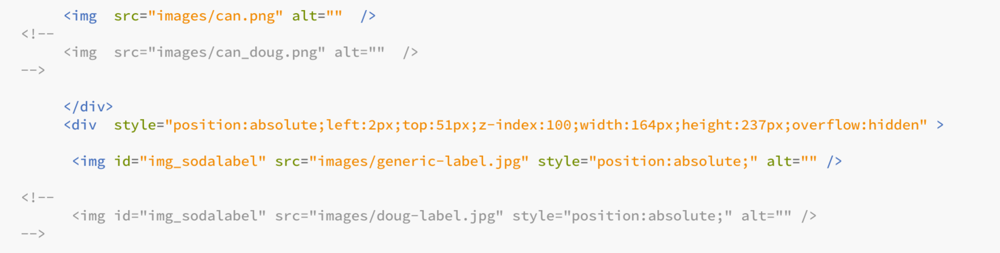 <img  src="images/can.png" alt=""  />
<!--
<img  src="images/can_doug.png" alt=""  />
-->
</div>
<div  style="position:absolute;left:2px;top:51px;z-index:100;width:164px;height:237px;overflow:hidden" >
<img id="img_sodalabel" src="images/generic-label.jpg" style="position:absolute;" alt="" />
<!--
<img id="img_sodalabel" src="images/doug-label.jpg" style="position:absolute;" alt="" />
-->